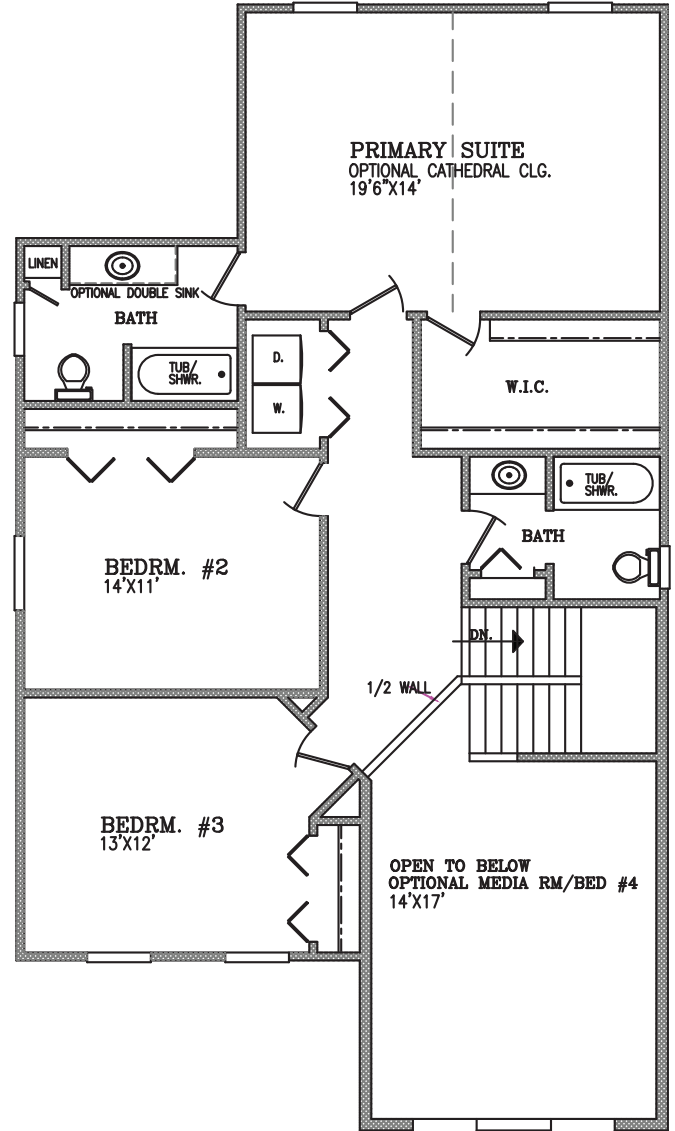 PRIMARY SUITE
OPTIONAL CATHEDRAL CLG.
19'6"X14'
LINEN
OPTIONAL DOUBLE SINK
BATH
TUB/
SHWR.
D.
W.
W.I.C.
TUB/
SHWR.
BATH
BEDRM. #2
14'X11'
DN.
1/2 WALL
BEDRM. #3
13'X12'
OPEN TO BELOW
OPTIONAL MEDIA RM/BED #4
14'X17'